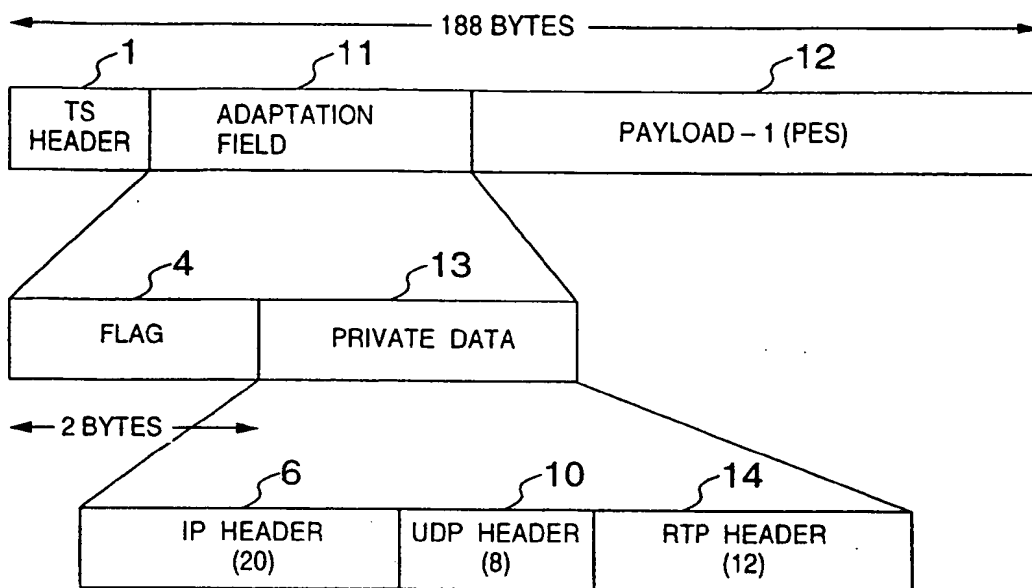 188 BYTES
1 11 12
TS HEADER ADAPTATION FIELD PAYLOAD – 1 (PES)
4 13
FLAG PRIVATE DATA
2 BYTES
6 10 14
IP HEADER (20) UDP HEADER (8) RTP HEADER (12)